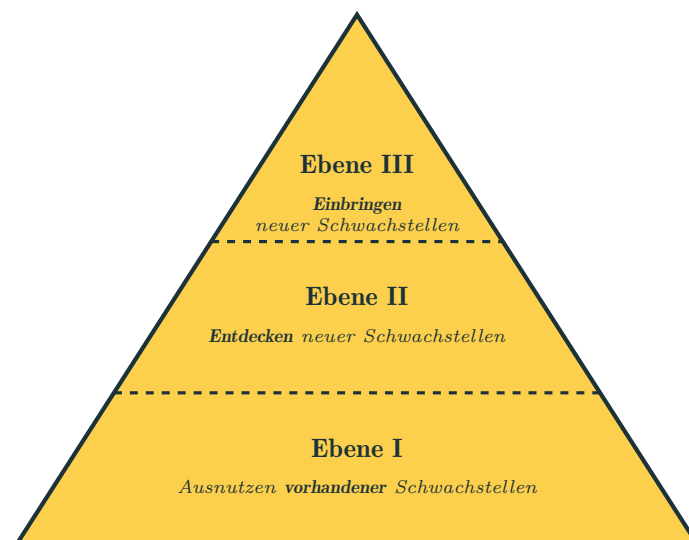 Ebene III
Einbringen
neuer Schwachstellen
Ebene II
Entdecken neuer Schwachstellen
Ebene I
Ausnutzen vorhandener Schwachstellen